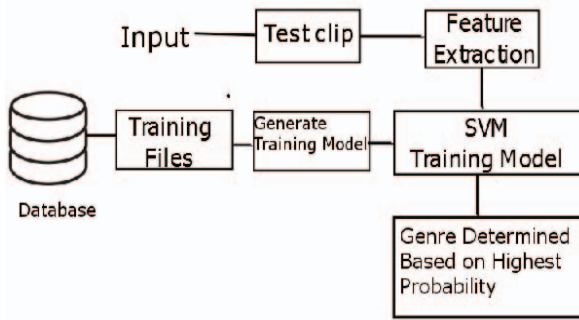 Input
Test clip
Feature
Extraction
Training
Files
Generate
Training Model
SVM
Training Model
Database
Genre Determined
Based on Highest
Probability